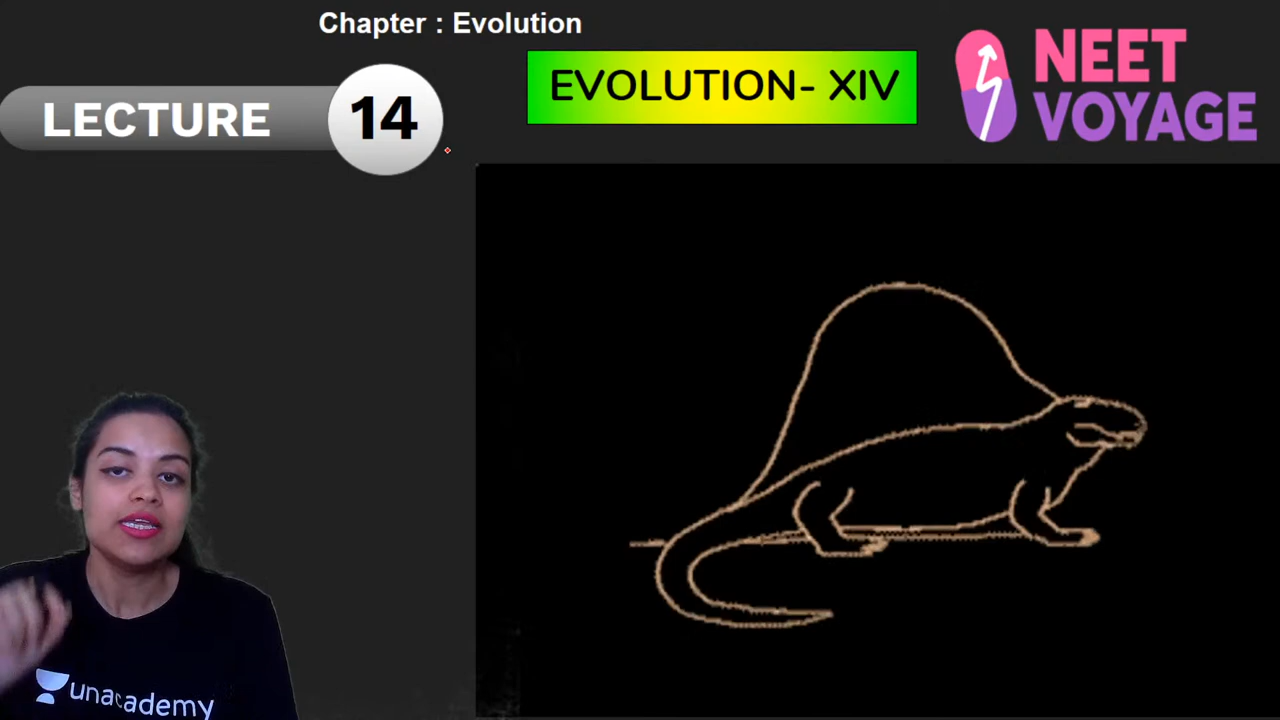 Chapter : Evolution
LECTURE 14
EVOLUTION- XIV
NEET
VOYAGE
unacademy